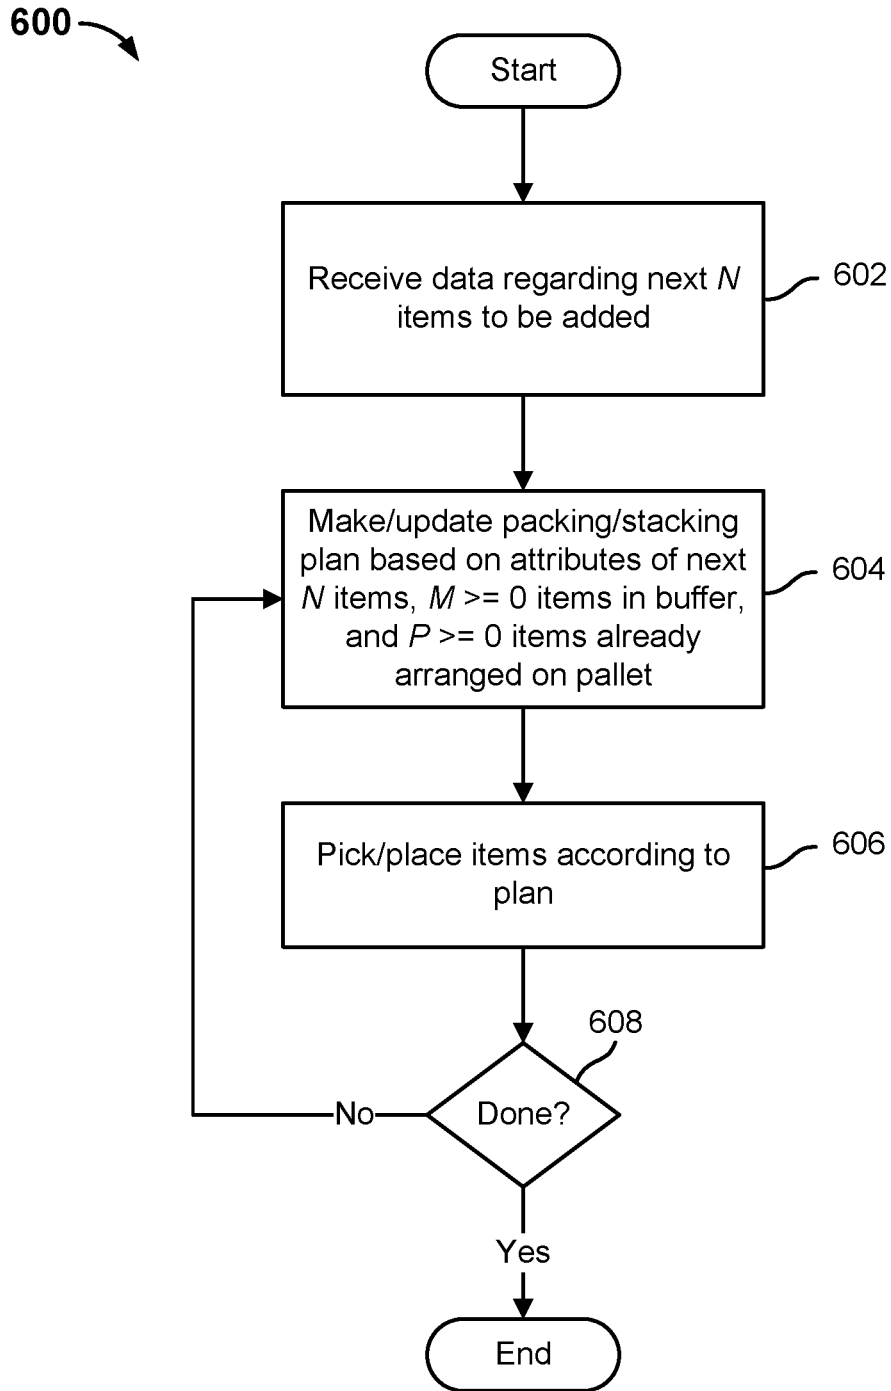 600
Start
Receive data regarding next N
items to be added
602
Make/update packing/stacking
plan based on attributes of next
N items, M >= 0 items in buffer,
and P >= 0 items already
arranged on pallet
604
Pick/place items according to
plan
606
608
Done?
No
Yes
End